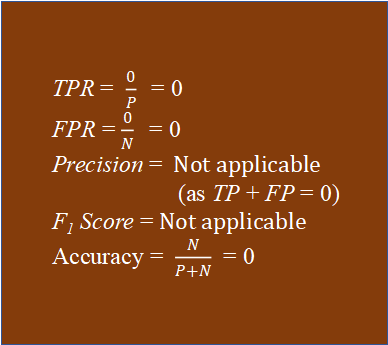 TPR = 0/P = 0
FPR = 0/N = 0
Precision = Not applicable
(as TP + FP = 0)
F₁ Score = Not applicable
Accuracy = N/P+N = 0